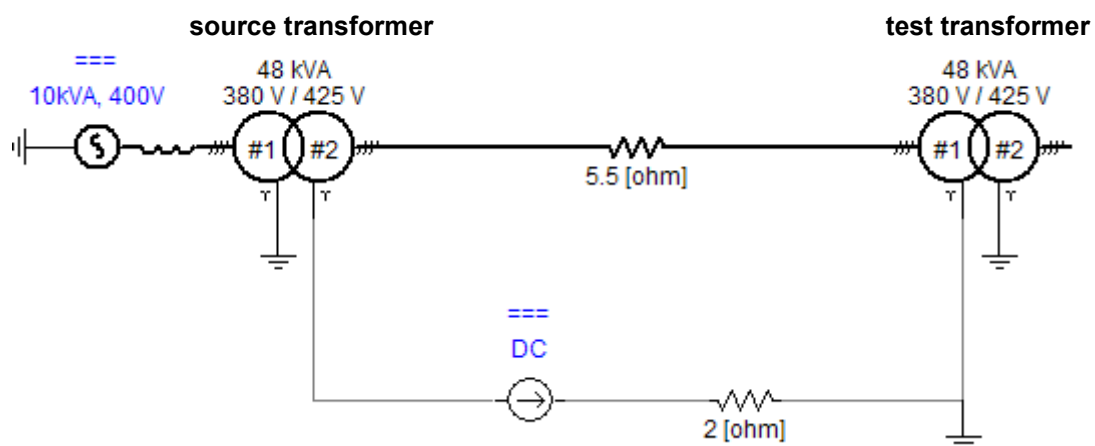 source transformer
test transformer
===
10kVA, 400V
48 kVA
380 V / 425 V
#1
#2
5.5 [ohm]
48 kVA
380 V / 425 V
#1
#2
===
DC
2 [ohm]